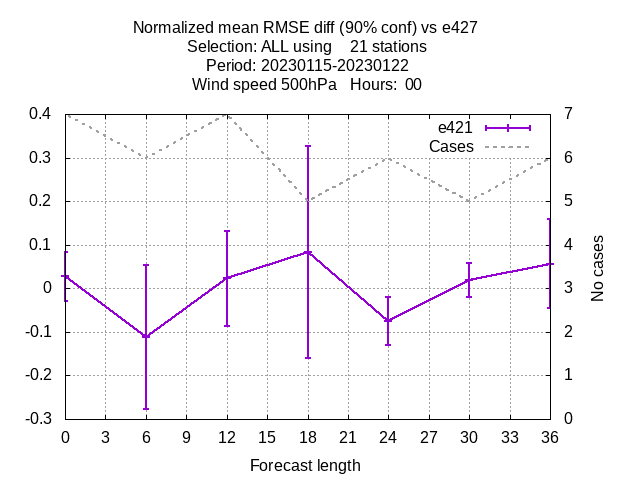 Normalized mean RMSE diff (90% conf) vs e427
Selection: ALL using 21 stations
Period: 20230115-20230122
Wind speed 500hPa Hours: 00
0.4
0.3
0.2
0.1
0
-0.1
-0.2
-0.3
e421
Cases
7
6
5
4
3
2
1
0
No cases
0 3 6 9 12 15 18 21 24 27 30 33 36
Forecast length